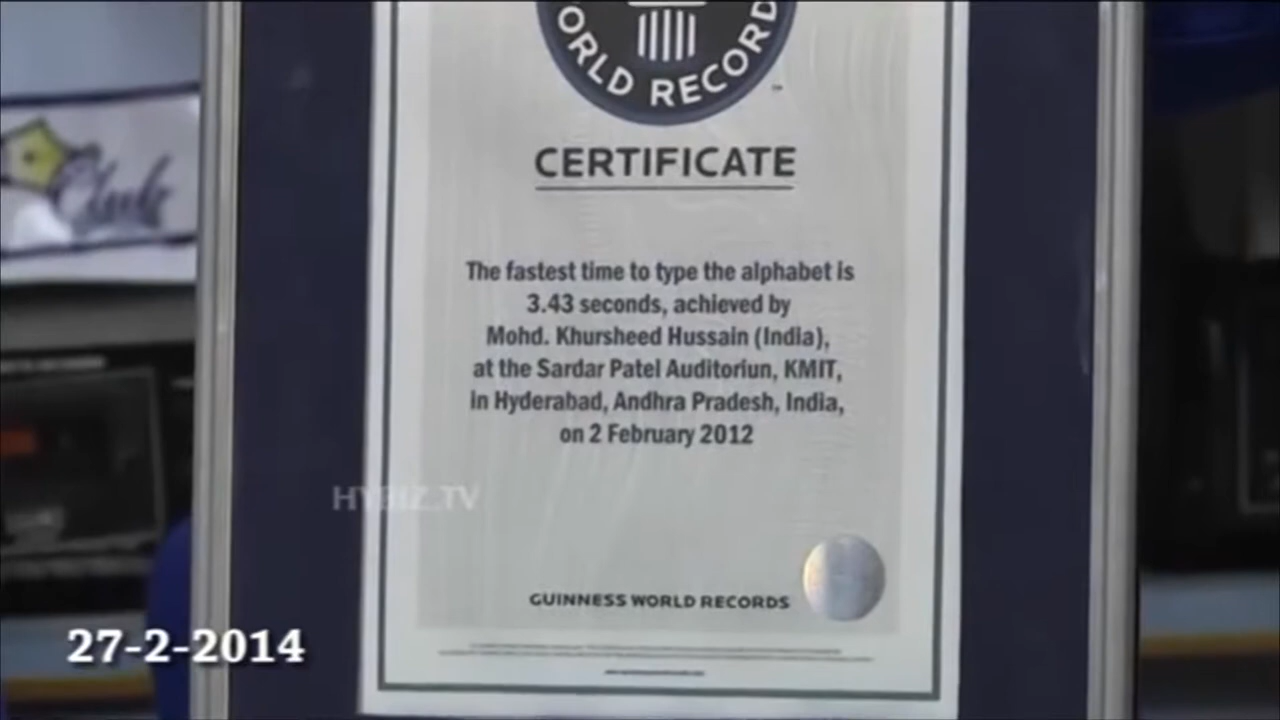 WORLD RECORD
CERTIFICATE
The fastest time to type the alphabet is
3.43 seconds, achieved by
Mohd. Khursheed Hussain (India),
at the Sardar Patel Auditoriun, KMIT,
in Hyderabad, Andhra Pradesh, India,
on 2 February 2012
HYBIZ TV
GUINNESS WORLD RECORDS
27-2-2014